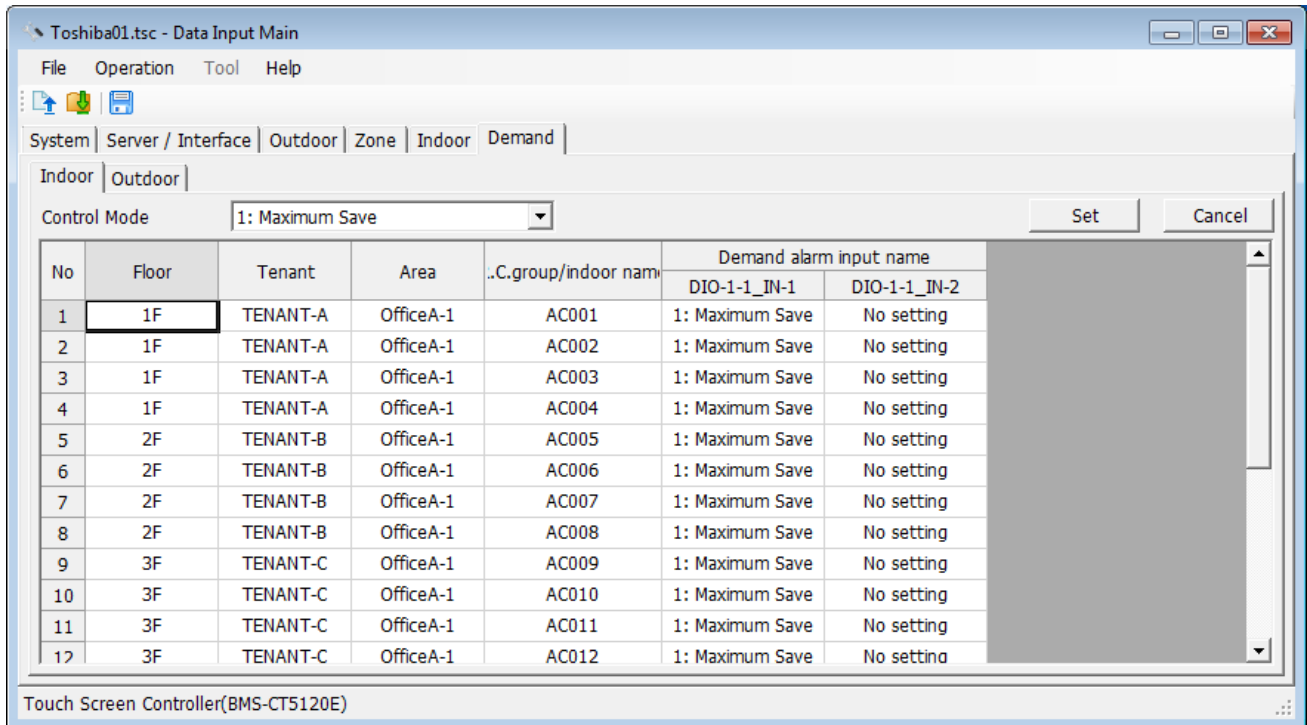 Toshiba01.tsc - Data Input Main
File Operation Tool Help
System Server / Interface Outdoor Zone Indoor Demand
Indoor Outdoor
Control Mode 1: Maximum Save Set Cancel
No Floor Tenant Area .C.group/indoor name Demand alarm input name
DIO-1-1_IN-1 DIO-1-1_IN-2
1 1F TENANT-A OfficeA-1 AC001 1: Maximum Save No setting
2 1F TENANT-A OfficeA-1 AC002 1: Maximum Save No setting
3 1F TENANT-A OfficeA-1 AC003 1: Maximum Save No setting
4 1F TENANT-A OfficeA-1 AC004 1: Maximum Save No setting
5 2F TENANT-B OfficeA-1 AC005 1: Maximum Save No setting
6 2F TENANT-B OfficeA-1 AC006 1: Maximum Save No setting
7 2F TENANT-B OfficeA-1 AC007 1: Maximum Save No setting
8 2F TENANT-B OfficeA-1 AC008 1: Maximum Save No setting
9 3F TENANT-C OfficeA-1 AC009 1: Maximum Save No setting
10 3F TENANT-C OfficeA-1 AC010 1: Maximum Save No setting
11 3F TENANT-C OfficeA-1 AC011 1: Maximum Save No setting
12 3F TENANT-C OfficeA-1 AC012 1: Maximum Save No setting
Touch Screen Controller(BMS-CT5120E)